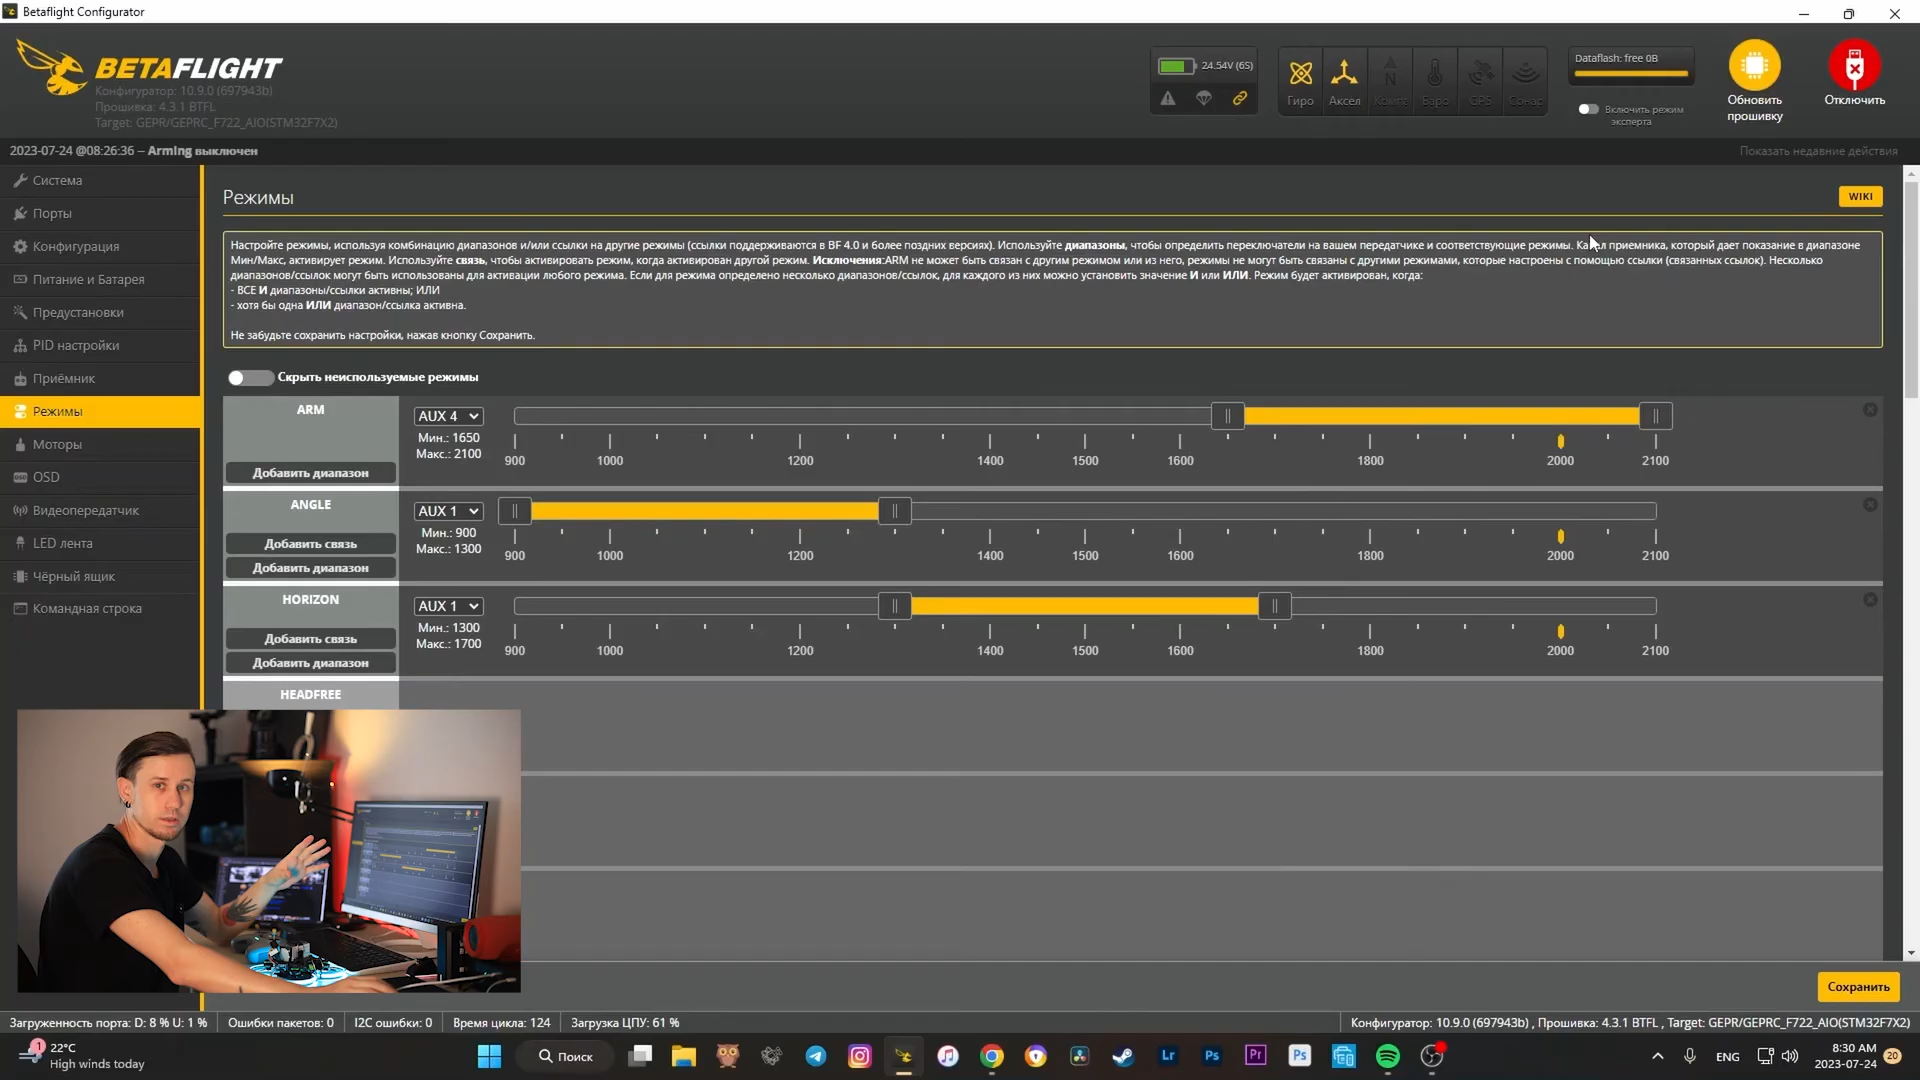 Betaflight Configurator
BETAFLIGHT
Конфигуратор: 10.9.0 (697943b)
Прошивка: 4.3.1 BTFL
Target: GEPR/GEPRC_F722_AIO(STM32F7X2)
24.54V (6S)
Гиро
Аксел
Компа
Баро
GPS
Сонар
Dataflash: free 0B
Включить режим
эксперта
Обновить
прошивку
Отключить
2023-07-24 @08:26:36 – Arming выключен
Показать недавние действия
Система
Порты
Конфигурация
Питание и Батарея
Предустановки
PID настройки
Приёмник
Режимы
Моторы
OSD
Видеопередатчик
LED лента
Чёрный ящик
Командная строка
Режимы
WIKI
Настройте режимы, используя комбинацию диапазонов и/или ссылки на другие режимы (ссылки поддерживаются в BF 4.0 и более поздних версиях). Используйте диапазоны, чтобы определить переключатели на вашем передатчике и соответствующие режимы. приемника, который дает показание в диапазоне
Мин/Макс, активирует режим. Используйте связь, чтобы активировать режим, когда активирован другой режим. Исключения:ARM не может быть связан с другим режимом или из него, режимы не могут быть связаны с другими режимами, которые настроены с помощью ссылки (связанных ссылок). Несколько
диапазонов/ссылок могут быть использованы для активации любого режима. Если для режима определено несколько диапазонов/ссылок, для каждого из них можно установить значение И или ИЛИ. Режим будет активирован, когда:
- ВСЕ И диапазоны/ссылки активны; ИЛИ
- хотя бы одна ИЛИ диапазон/ссылка активна.
Не забудьте сохранить настройки, нажав кнопку Сохранить.
Скрыть неиспользуемые режимы
ARM
Добавить диапазон
AUX 4
Мин.: 1650
Макс.: 2100
900 1000 1200 1400 1500 1600 1800 2000 2100
ANGLE
Добавить связь
Добавить диапазон
AUX 1
Мин.: 900
Макс.: 1300
900 1000 1200 1400 1500 1600 1800 2000 2100
HORIZON
Добавить связь
Добавить диапазон
AUX 1
Мин.: 1300
Макс.: 1700
900 1000 1200 1400 1500 1600 1800 2000 2100
HEADFREE
Сохранить
Загруженность порта: D: 8 % U: 1 % Ошибки пакетов: 0 I2C ошибки: 0 Время цикла: 124 Загрузка ЦПУ: 61 %
Конфигуратор: 10.9.0 (697943b) , Прошивка: 4.3.1 BTFL , Target: GEPR/GEPRC_F722_AIO(STM32F7X2)
1
22°C
High winds today
Поиск
Lr
Ps
Pr
Ps
ENG
8:30 AM
2023-07-24
20